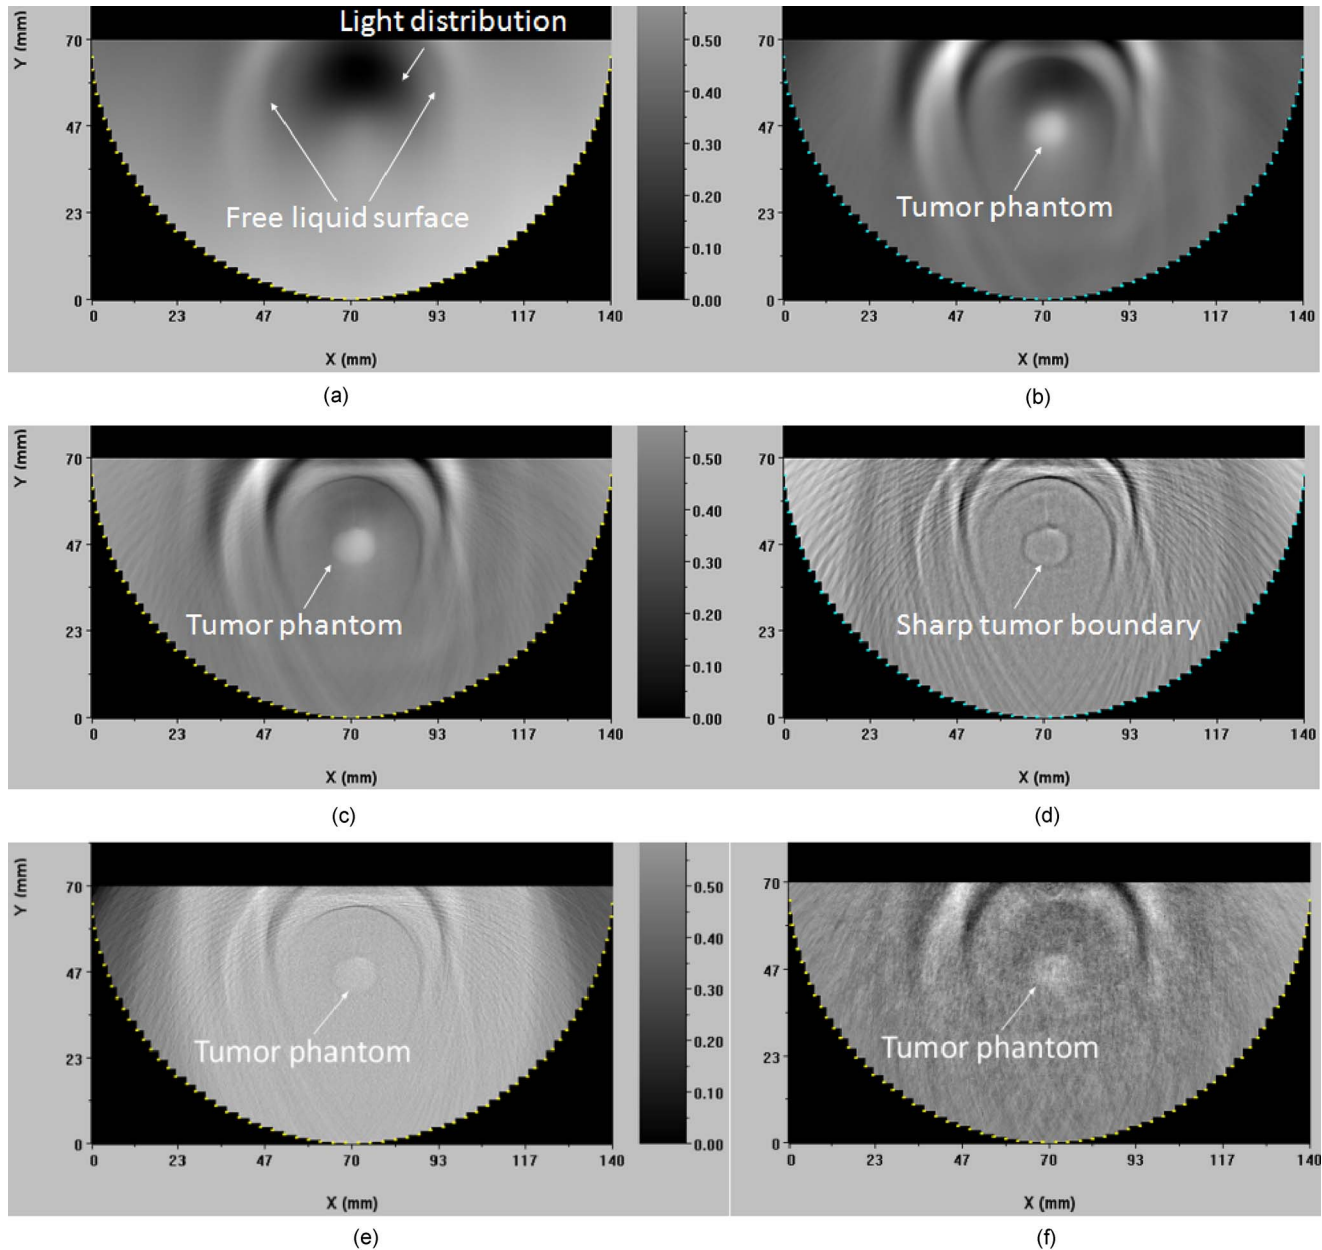 Light distribution
Y (mm)
70
47
23
0
0 23 47 70 93 117 140
X (mm)
Free liquid surface
0.50
0.40
0.30
0.20
0.10
0.00
(a)
70
47
23
0
0 23 47 70 93 117 140
X (mm)
Tumor phantom
(b)
Y (mm)
70
47
23
0
0 23 47 70 93 117 140
X (mm)
Tumor phantom
0.50
0.40
0.30
0.20
0.10
0.00
(c)
70
47
23
0
0 23 47 70 93 117 140
X (mm)
Sharp tumor boundary
(d)
Y (mm)
70
47
23
0
0 23 47 70 93 117 140
X (mm)
Tumor phantom
0.50
0.40
0.30
0.20
0.10
0.00
(e)
70
47
23
0
0 23 47 70 93 117 140
X (mm)
Tumor phantom
(f)